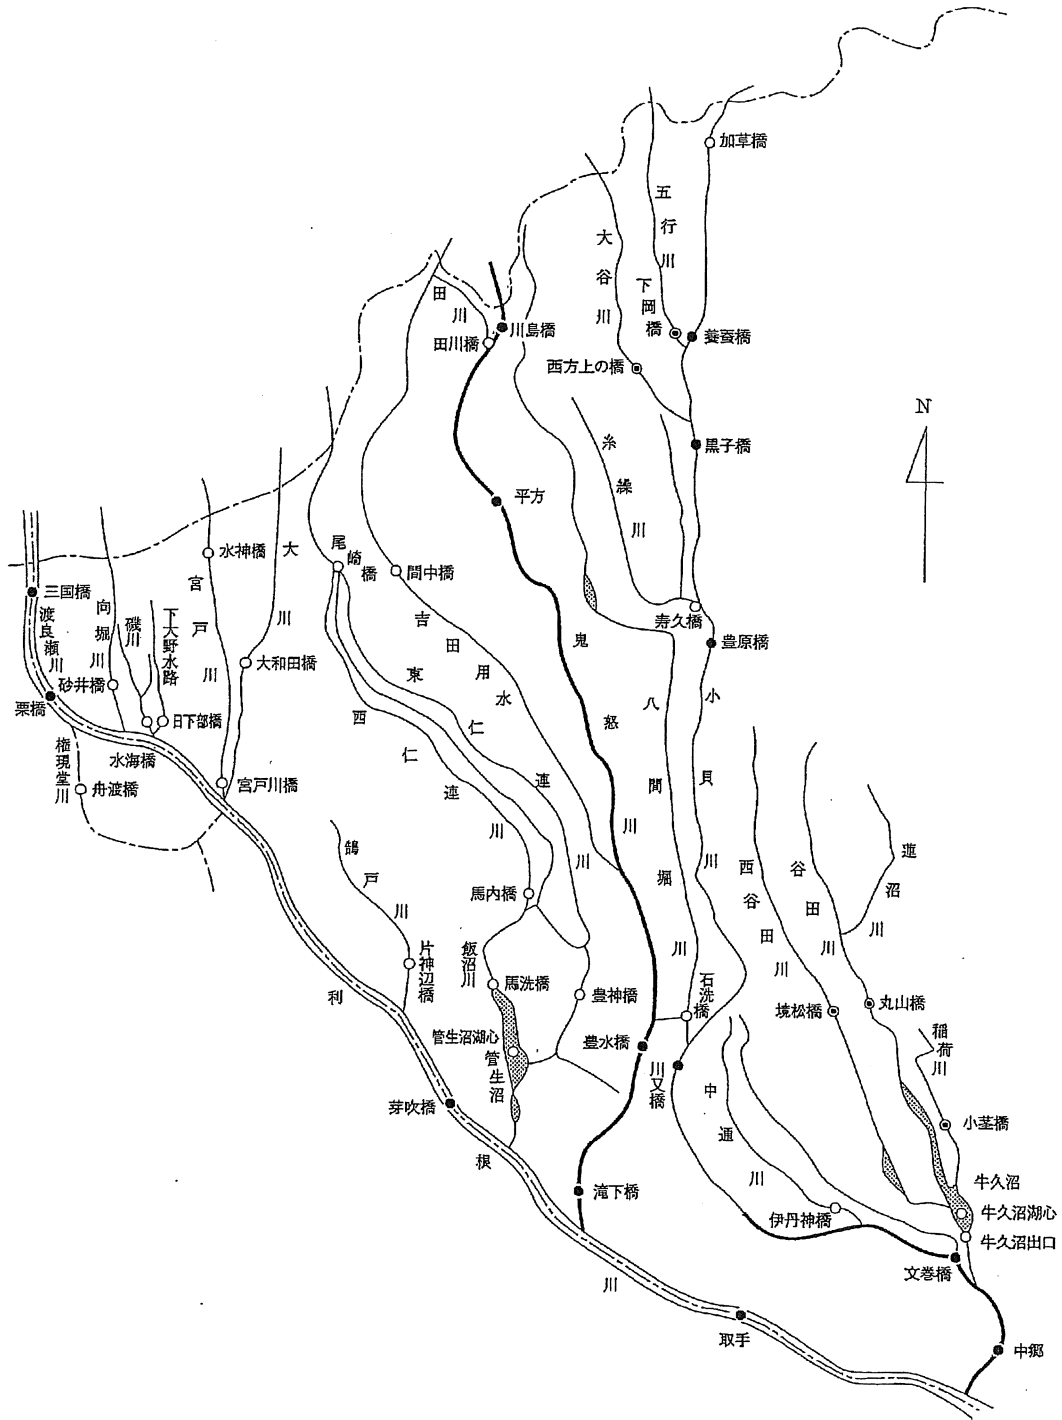 加草橋
五行川
大谷川
下岡橋
養蚕橋
田川
川島橋
田川橋
西方上の橋
N
糸繰川
黒子橋
平方
尾崎橋
間中橋
水神橋
大川
宮戸川
三国橋
渡良瀬川
向堀川
磯川
下大野水路
吉田用水
鬼怒川
寿久橋
豊原橋
大和田橋
砂井橋
東仁連川
西仁連川
八間堀川
小貝川
栗橋
日下部橋
水海橋
権現堂川
舟渡橋
宮戸川橋
鵠戸川
馬内橋
西谷田川
谷田川
蓮沼川
片神辺橋
飯沼川
馬洗橋
豊神橋
石洗橋
境松橋
丸山橋
利根川
菅生沼湖心
菅生沼
豊水橋
川又橋
稲荷川
中通川
芽吹橋
小茎橋
滝下橋
牛久沼
牛久沼湖心
伊丹神橋
牛久沼出口
文巻橋
取手
中郷